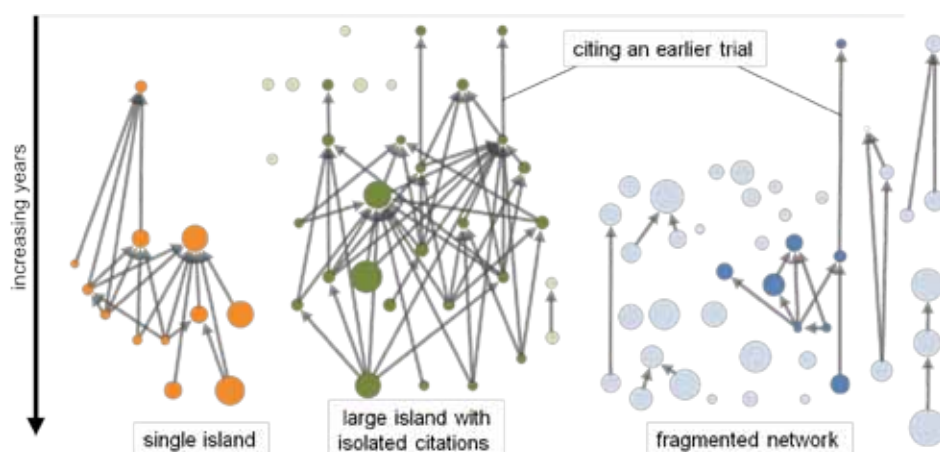 citing an earlier trial
increasing years
single island
large island with
isolated citations
fragmented network